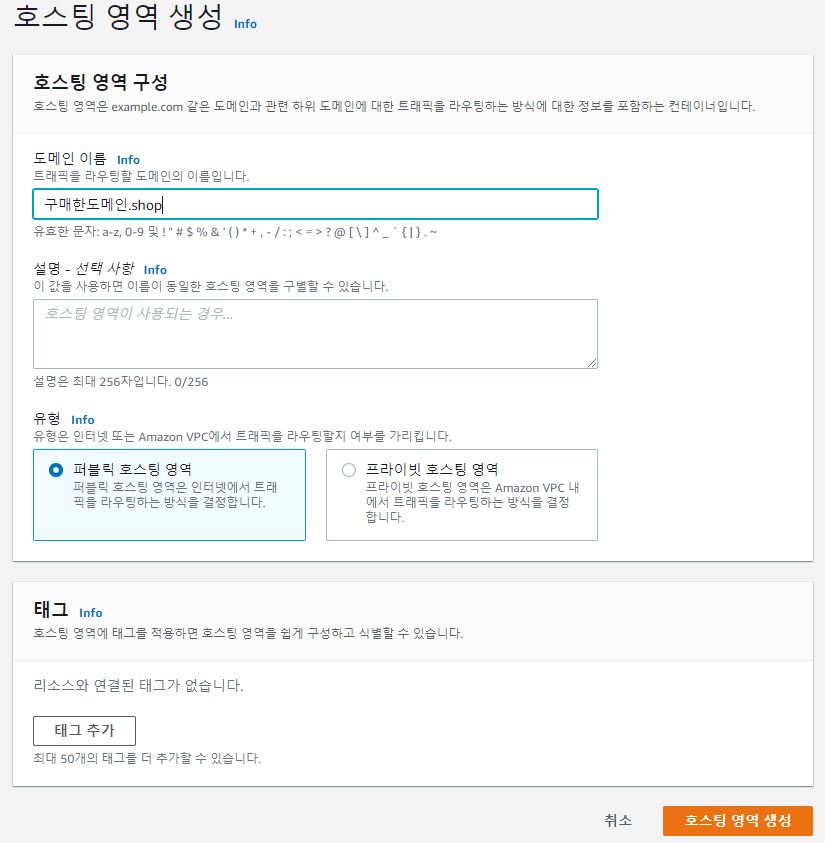 호스팅 영역 생성 Info
호스팅 영역 구성
호스팅 영역은 example.com 같은 도메인과 관련 하위 도메인에 대한 트래픽을 라우팅하는 방식에 대한 정보를 포함하는 컨테이너입니다.
도메인 이름 Info
트래픽을 라우팅할 도메인의 이름입니다.
구매한도메인.shop
유효한 문자: a-z, 0-9 및 ! " # $ % & ' ( ) * + , - / : ; < = > ? @ [ \ ] ^ _ ` { | } . ~
설명 - 선택 사항 Info
이 값을 사용하면 이름이 동일한 호스팅 영역을 구별할 수 있습니다.
호스팅 영역이 사용되는 경우...
설명은 최대 256자입니다. 0/256
유형 Info
유형은 인터넷 또는 Amazon VPC에서 트래픽을 라우팅할지 여부를 가리킵니다.
퍼블릭 호스팅 영역
퍼블릭 호스팅 영역은 인터넷에서 트래
픽을 라우팅하는 방식을 결정합니다.
프라이빗 호스팅 영역
프라이빗 호스팅 영역은 Amazon VPC 내
에서 트래픽을 라우팅하는 방식을 결정
합니다.
태그 Info
호스팅 영역에 태그를 적용하면 호스팅 영역을 쉽게 구성하고 식별할 수 있습니다.
리소스와 연결된 태그가 없습니다.
태그 추가
최대 50개의 태그를 더 추가할 수 있습니다.
취소
호스팅 영역 생성